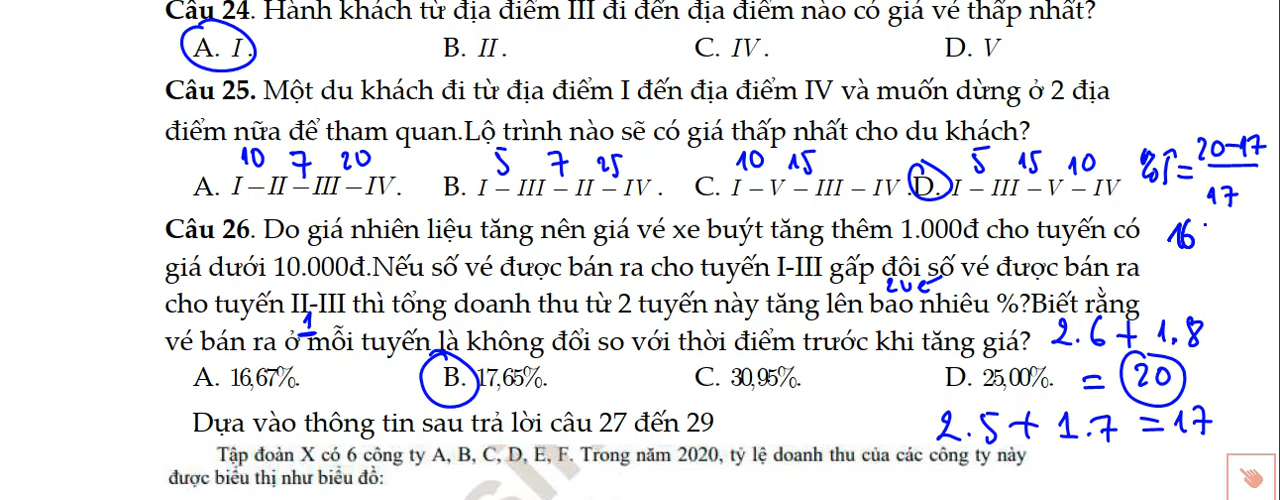 Câu 24. Hành khách từ địa điểm III đi đến địa điểm nào có giá vé thấp nhất?
A. I. B. II. C. IV. D. V
Câu 25. Một du khách đi từ địa điểm I đến địa điểm IV và muốn dừng ở 2 địa
điểm nữa để tham quan.Lộ trình nào sẽ có giá thấp nhất cho du khách?
10 7 20 5 7 25 10 15 5 15 10
A. I – II – III – IV. B. I – III – II – IV. C. I – V – III – IV. D. I – III – V – IV
20-17
17
Câu 26. Do giá nhiên liệu tăng nên giá vé xe buýt tăng thêm 1.000đ cho tuyến có
16
giá dưới 10.000đ.Nếu số vé được bán ra cho tuyến I-III gấp đôi số vé được bán ra
2 vé
cho tuyến II-III thì tổng doanh thu từ 2 tuyến này tăng lên bao nhiêu %?Biết rằng
1
vé bán ra ở mỗi tuyến là không đổi so với thời điểm trước khi tăng giá? 2.6 + 1.8
A. 16,67%. B. 17,65%. C. 30,95%. D. 25,00%. = 20
Dựa vào thông tin sau trả lời câu 27 đến 29 2.5 + 1.7 = 17
Tập đoàn X có 6 công ty A, B, C, D, E, F. Trong năm 2020, tỷ lệ doanh thu của các công ty này
được biểu thị như biểu đồ: